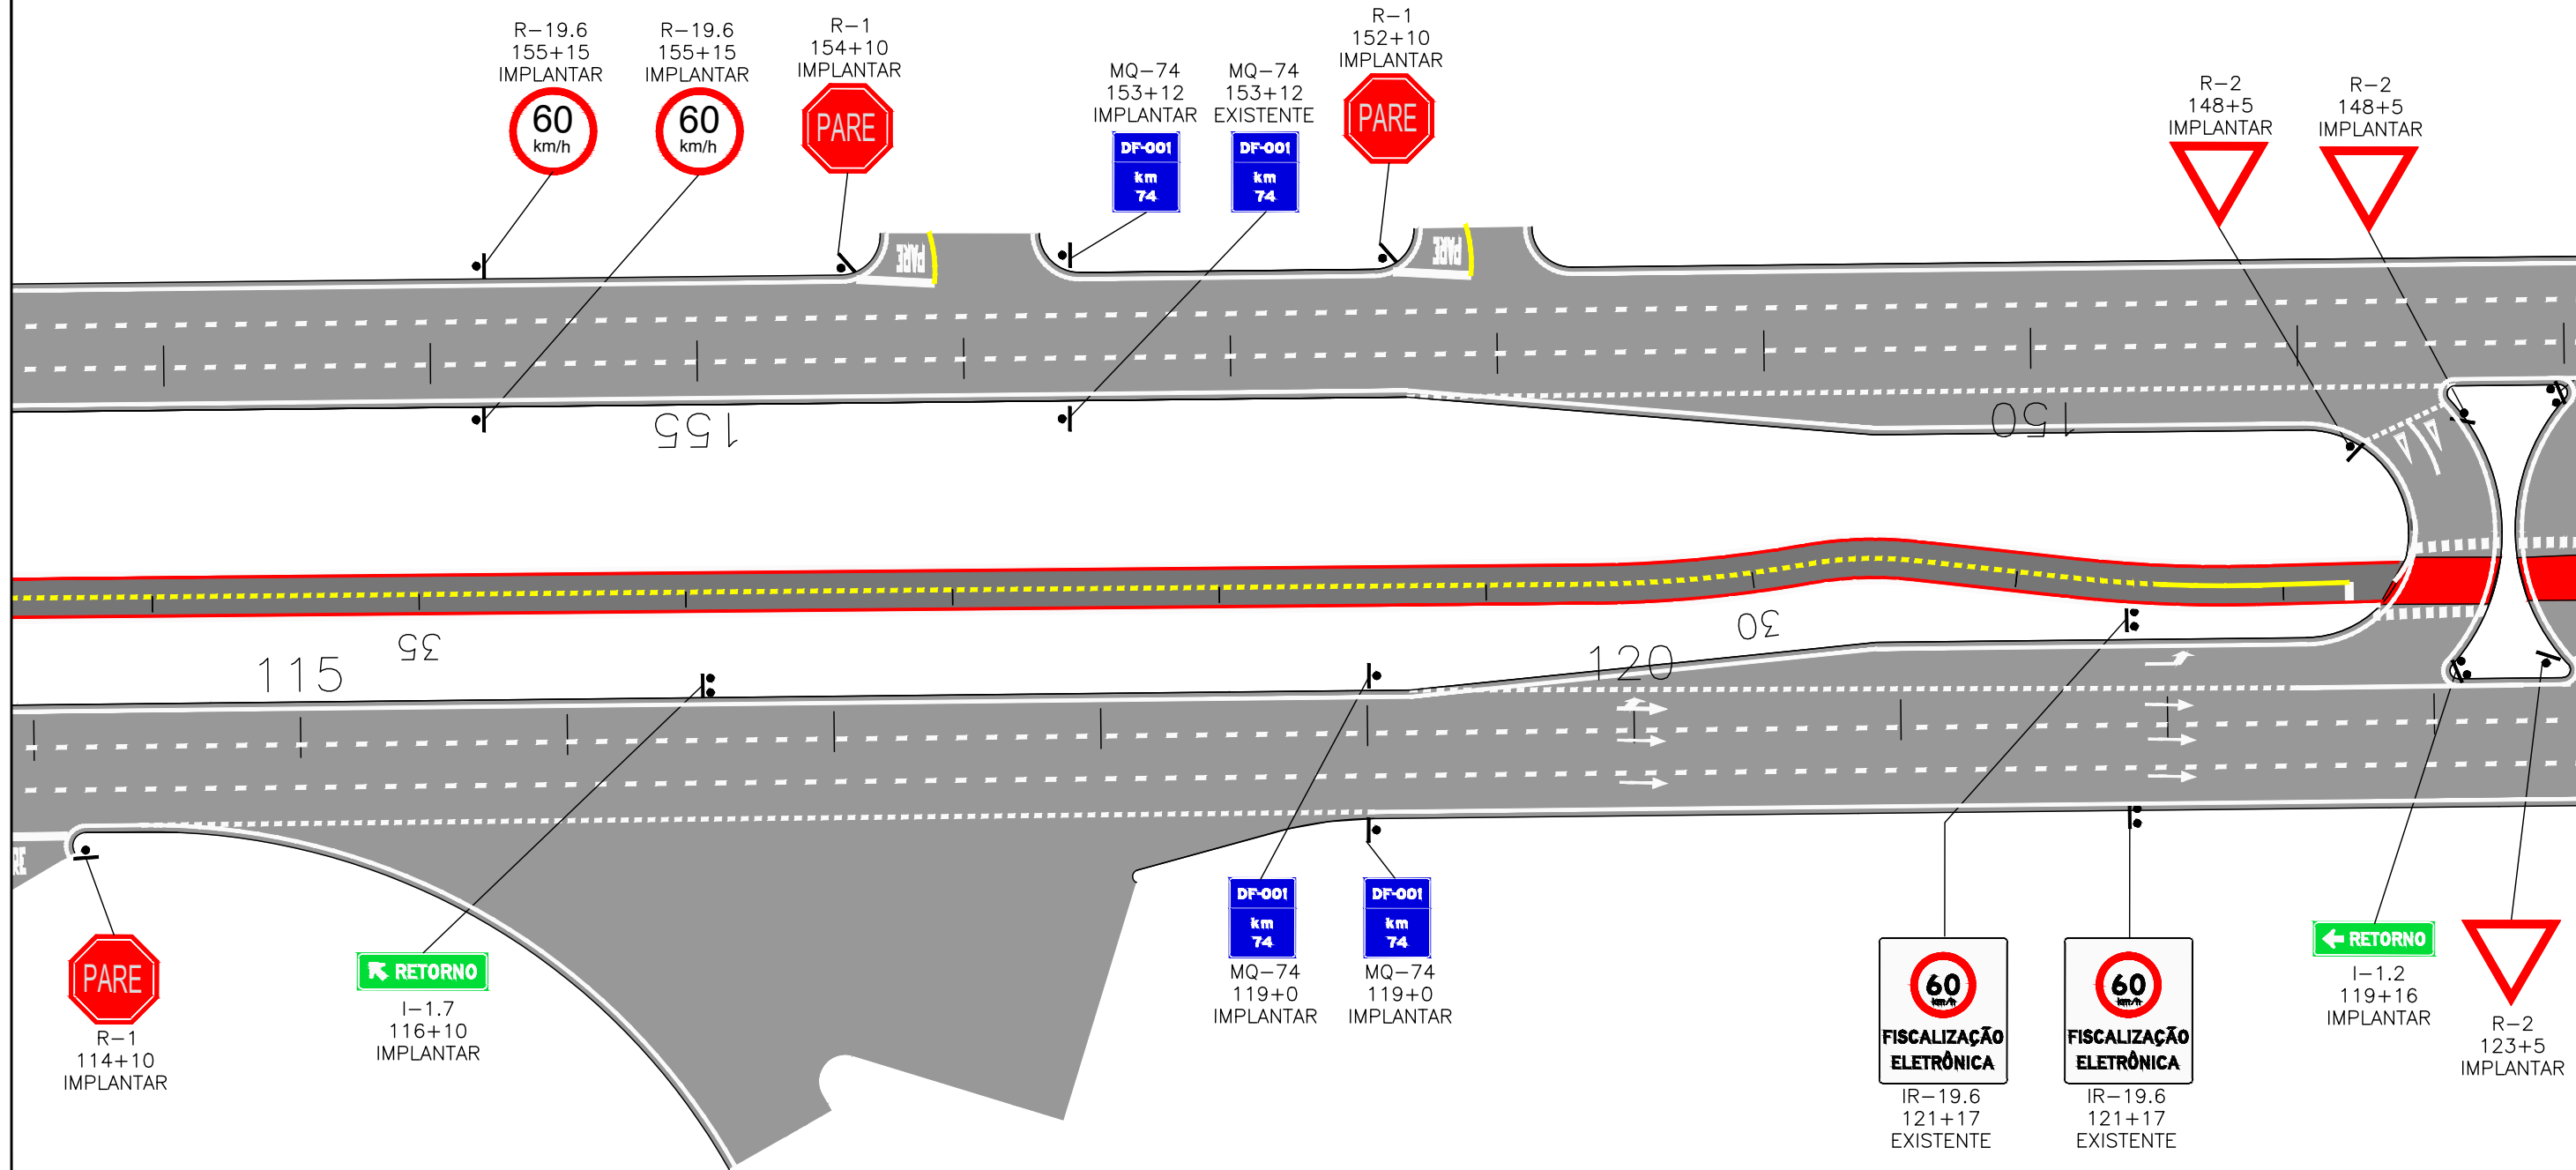 R-19.6
155+15
IMPLANTAR
60
km/h
R-19.6
155+15
IMPLANTAR
60
km/h
R-1
154+10
IMPLANTAR
PARE
MQ-74
153+12
IMPLANTAR
DF-001
km
74
MQ-74
153+12
EXISTENTE
DF-001
km
74
R-1
152+10
IMPLANTAR
PARE
R-2
148+5
IMPLANTAR
R-2
148+5
IMPLANTAR
PARE
PARE
155
150
35
30
115
120
RE
PARE
R-1
114+10
IMPLANTAR
RETORNO
I-1.7
116+10
IMPLANTAR
DF-001
km
74
MQ-74
119+0
IMPLANTAR
DF-001
km
74
MQ-74
119+0
IMPLANTAR
60
km/h
FISCALIZAÇÃO
ELETRÔNICA
IR-19.6
121+17
EXISTENTE
60
km/h
FISCALIZAÇÃO
ELETRÔNICA
IR-19.6
121+17
EXISTENTE
RETORNO
I-1.2
119+16
IMPLANTAR
R-2
123+5
IMPLANTAR